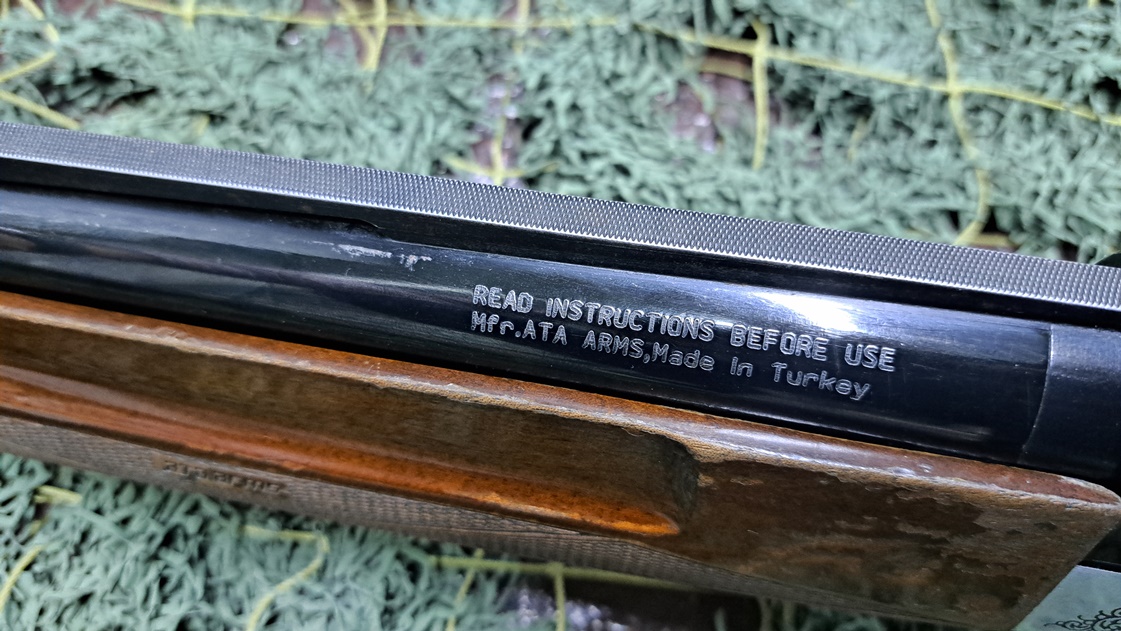 READ INSTRUCTIONS BEFORE USE
Mfr.ATA ARMS,Made in Turkey